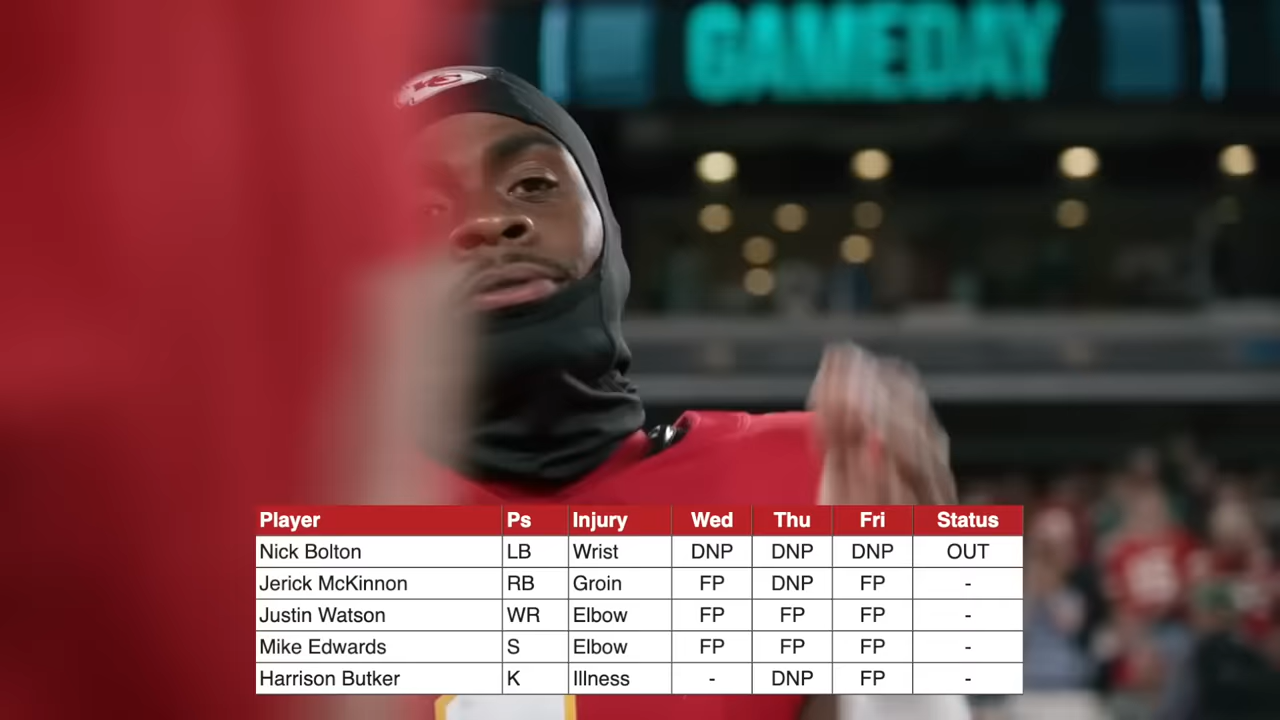 GAMEDAY
KC
Player Ps Injury Wed Thu Fri Status
Nick Bolton LB Wrist DNP DNP DNP OUT
Jerick McKinnon RB Groin FP DNP FP -
Justin Watson WR Elbow FP FP FP -
Mike Edwards S Elbow FP FP FP -
Harrison Butker K Illness - DNP FP -